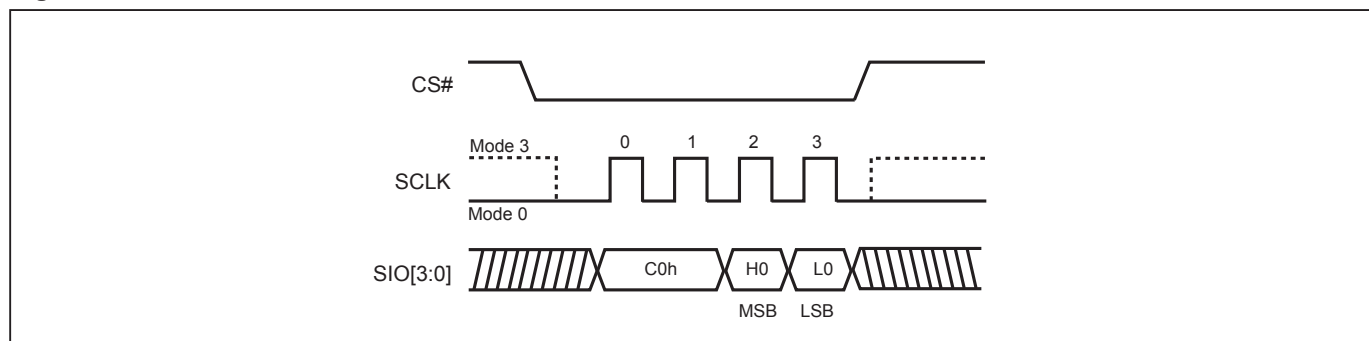 CS#
Mode 3
0 1 2 3
SCLK
Mode 0
SIO[3:0]
C0h H0 L0
MSB LSB